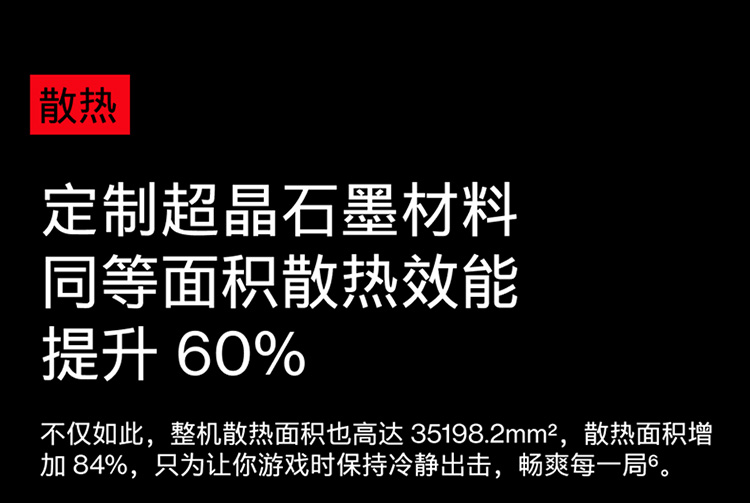 散热
定制超晶石墨材料
同等面积散热效能
提升 60%
不仅如此，整机散热面积也高达 35198.2mm²，散热面积增
加 84%，只为让你游戏时保持冷静出击，畅爽每一局⁶。